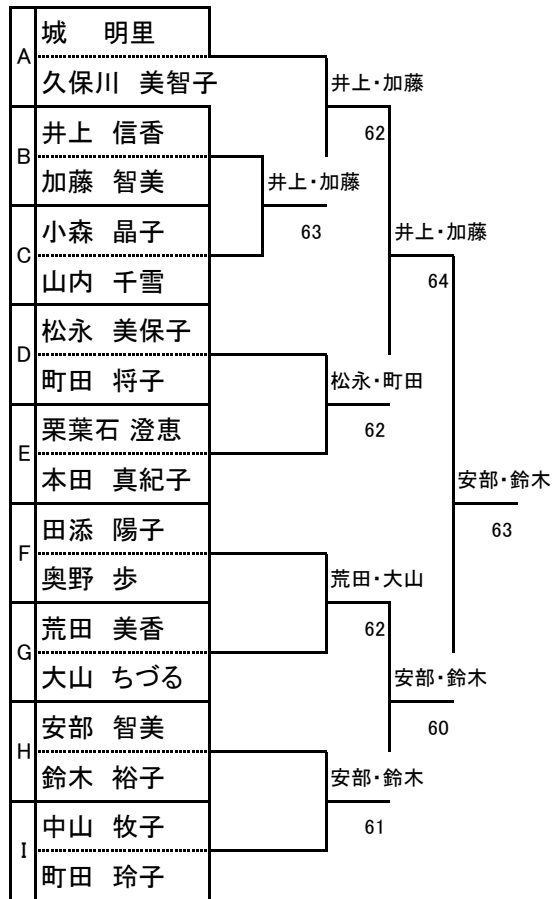 A
城 明里
久保川 美智子
B
井上 信香
加藤 智美
C
小森 晶子
山内 千雪
D
松永 美保子
町田 将子
E
栗葉石 澄恵
本田 真紀子
F
田添 陽子
奥野 歩
G
荒田 美香
大山 ちづる
H
安部 智美
鈴木 裕子
I
中山 牧子
町田 玲子
井上・加藤
63
井上・加藤
62
松永・町田
62
荒田・大山
62
安部・鈴木
61
井上・加藤
64
安部・鈴木
60
安部・鈴木
63